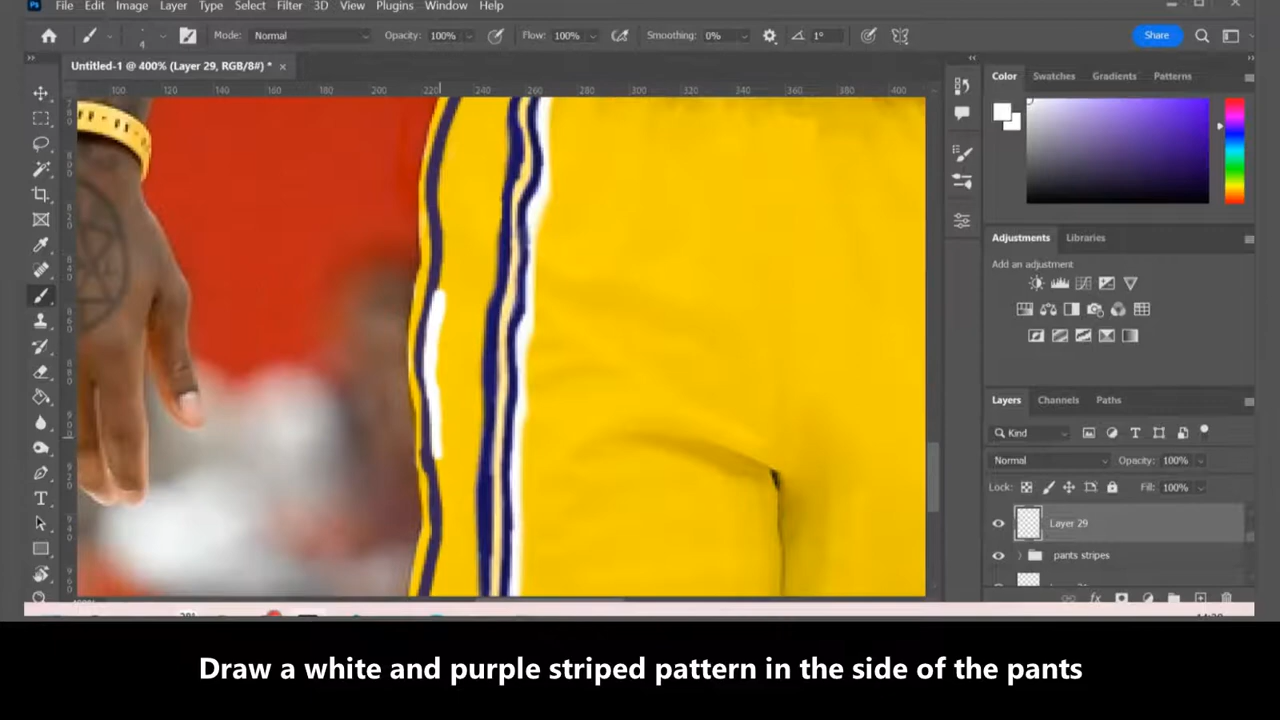 Ps File Edit Image Layer Type Select Filter 3D View Plugins Window Help
4 Mode: Normal Opacity: 100% Flow: 100% Smoothing: 0% 1° Share
Untitled-1 @ 400% (Layer 29, RGB/8#) * ×
100 120 140 160 180 200 220 240 260 280 300 320 340 360 380 400
Color Swatches Gradients Patterns
Adjustments Libraries
Add an adjustment
Layers Channels Paths
Kind
Normal Opacity: 100%
Lock: Fill: 100%
Layer 29
pants stripes
Draw a white and purple striped pattern in the side of the pants